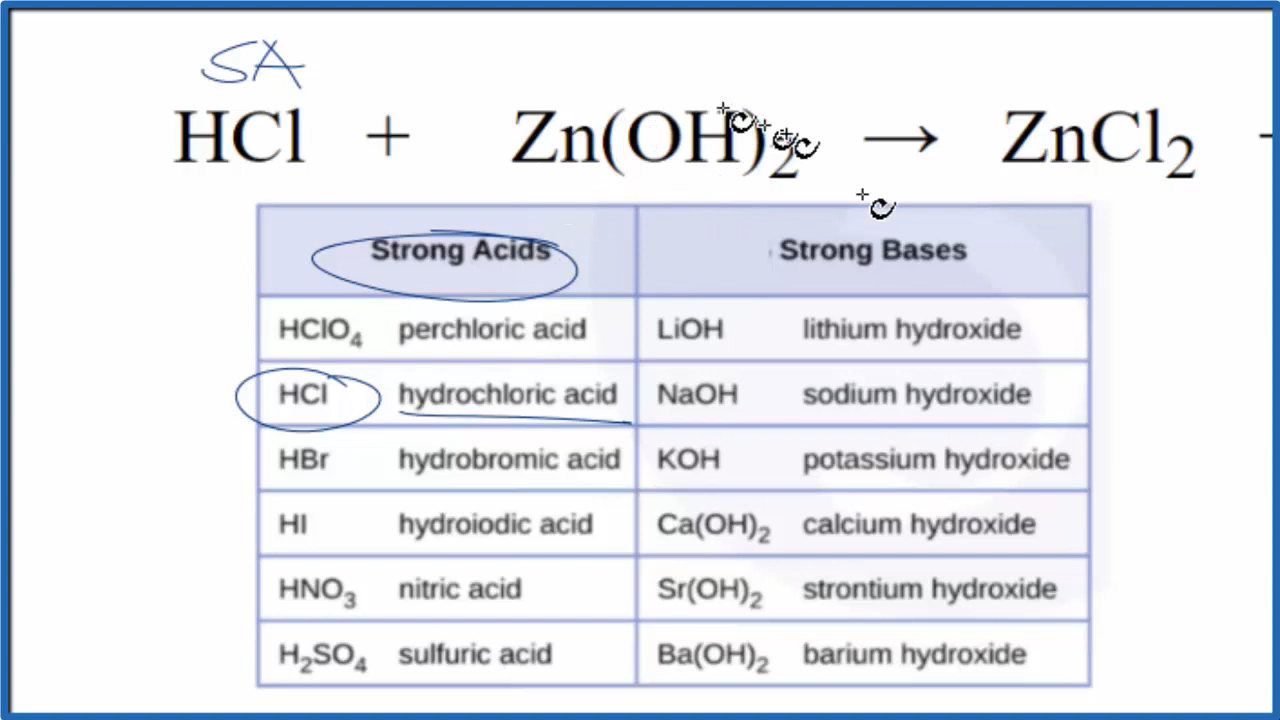 SA
HCl + Zn(OH)₂ → ZnCl₂ +
Strong Acids Strong Bases
HClO₄ perchloric acid LiOH lithium hydroxide
HCl hydrochloric acid NaOH sodium hydroxide
HBr hydrobromic acid KOH potassium hydroxide
HI hydroiodic acid Ca(OH)₂ calcium hydroxide
HNO₃ nitric acid Sr(OH)₂ strontium hydroxide
H₂SO₄ sulfuric acid Ba(OH)₂ barium hydroxide